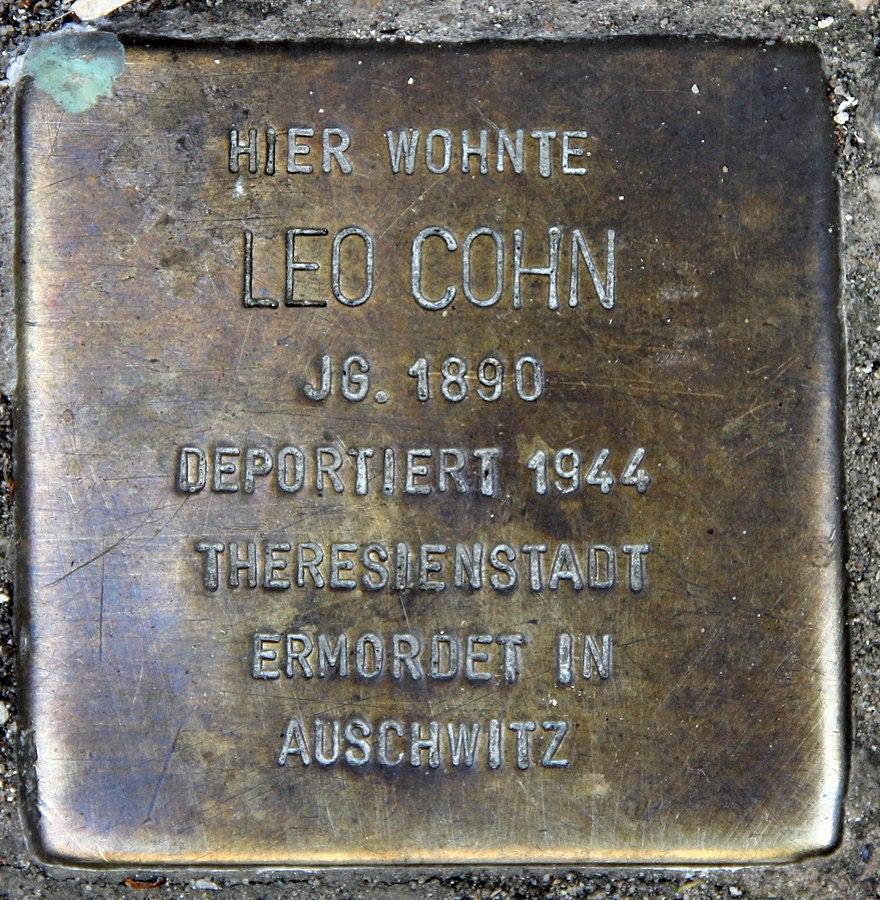 HIER WOHNTE
LEO COHN
JG. 1890
DEPORTIERT 1944
THERESIENSTADT
ERMORDET IN
AUSCHWITZ